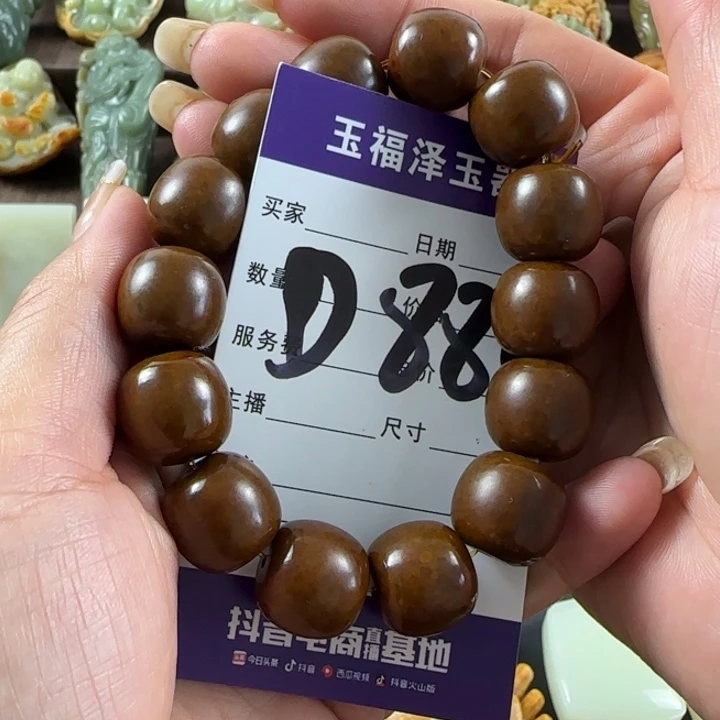 玉福泽玉器
买家
日期
数量
D 88
服务费
主播
尺寸
抖音电商直播基地
今日头条 抖音 西瓜视频 抖音火山版